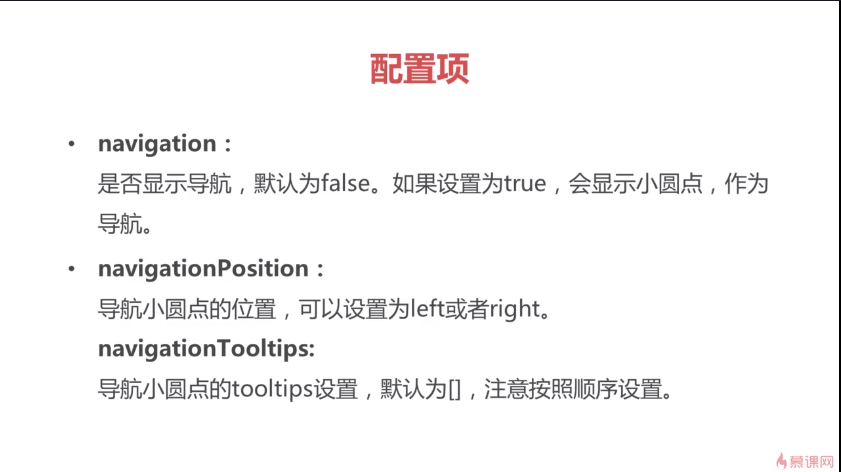 配置项
• navigation：
是否显示导航，默认为false。如果设置为true，会显示小圆点，作为
导航。
• navigationPosition：
导航小圆点的位置，可以设置为left或者right。
navigationTooltips:
导航小圆点的tooltips设置，默认为[]，注意按照顺序设置。
慕课网